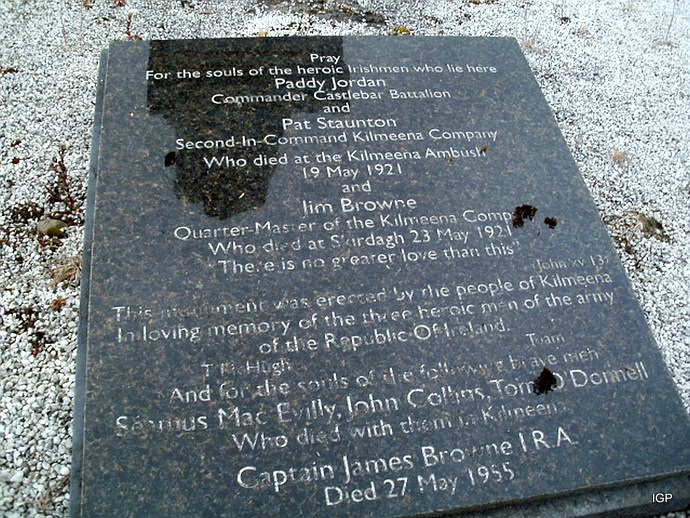 Pray
For the souls of the heroic Irishmen who lie here
Paddy Jordan
Commander Castlebar Battalion
and
Pat Staunton
Second-In-Command Kilmeena Company
Who died at the Kilmeena Ambush
19 May 1921
and
Jim Browne
Quarter-Master of the Kilmeena
Who died at 23 May 1921
"There is no greater love than this"
(John xv 13)
This monument was erected by the people of Kilmeena
In loving memory of the three heroic men of the army
of the Republic Of Ireland.
Tuam
And for the souls of the following brave men
Seamus Mac Evilly, John Collins, Tom O'Donnell
Who died with them in Kilmeena
Captain James Browne I.R.A.
Died 27 May 1955
IGP